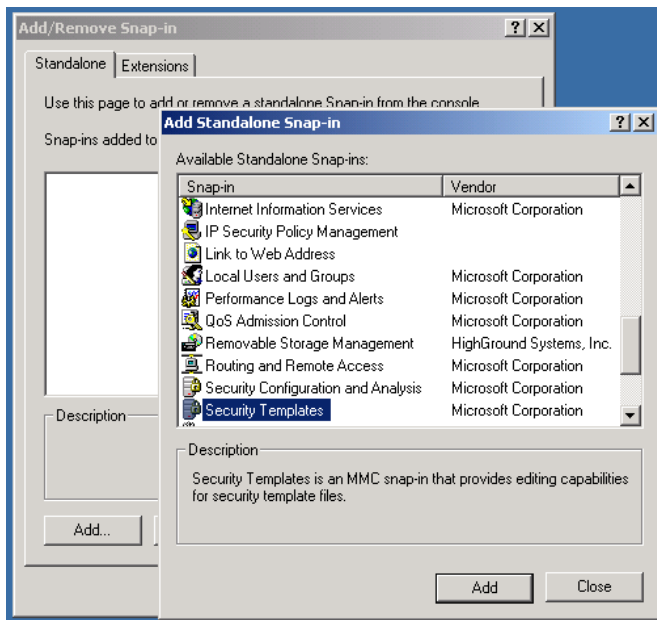 Add/Remove Snap-in
Standalone
Extensions
Use this page to add or remove a standalone Snap-in from the console.
Snap-ins added to
Add Standalone Snap-in
Available Standalone Snap-ins:
Snap-in Vendor
Internet Information Services Microsoft Corporation
IP Security Policy Management
Link to Web Address
Local Users and Groups Microsoft Corporation
Performance Logs and Alerts Microsoft Corporation
QoS Admission Control Microsoft Corporation
Removable Storage Management HighGround Systems, Inc.
Routing and Remote Access Microsoft Corporation
Security Configuration and Analysis Microsoft Corporation
Security Templates Microsoft Corporation
Description
Description
Security Templates is an MMC snap-in that provides editing capabilities
for security template files.
Add...
Add
Close